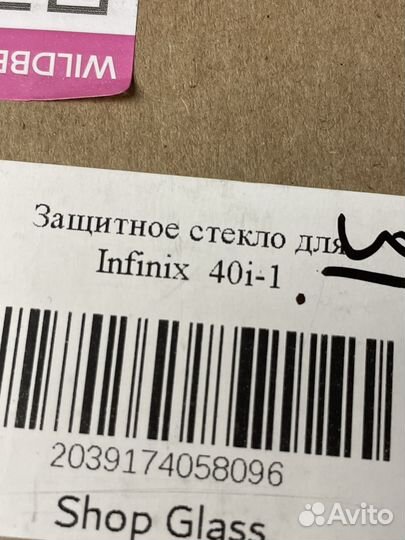 WILDBE
Защитное стекло для
Infinix 40i-1
2039174058096
Shop Glass
Avito